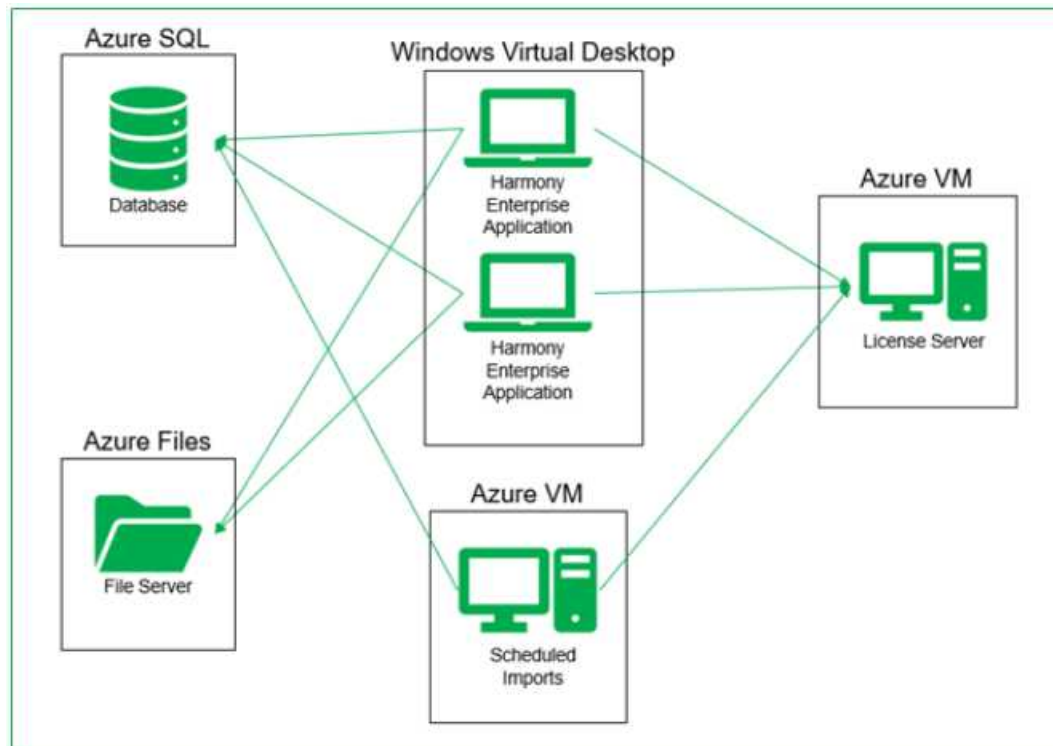 Azure SQL
Database
Windows Virtual Desktop
Harmony
Enterprise
Application
Harmony
Enterprise
Application
Azure VM
License Server
Azure Files
File Server
Azure VM
Scheduled
Imports